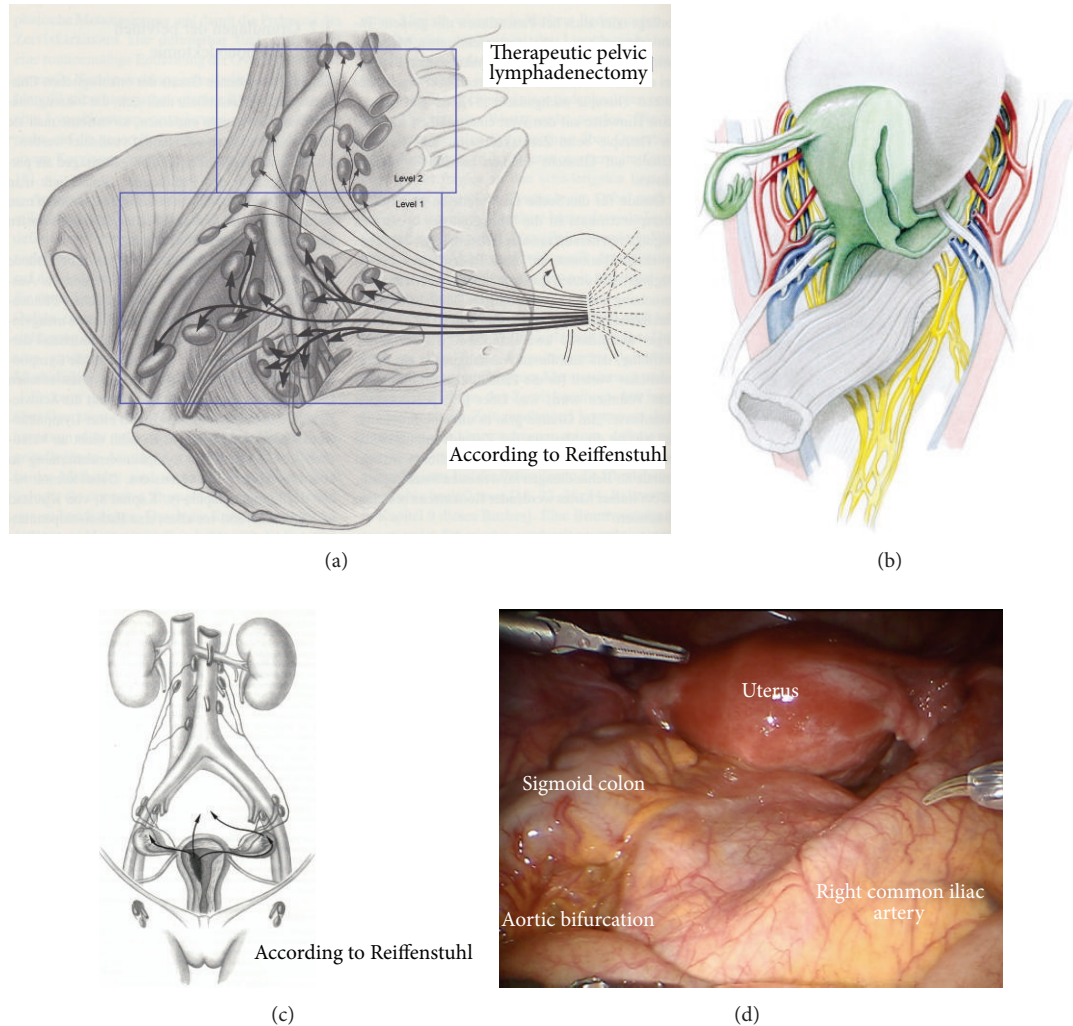 Therapeutic pelvic
lymphadenectomy
Level 2
Level 1
According to Reiffenstuhl
(a)
(b)
According to Reiffenstuhl
(c)
Uterus
Sigmoid colon
Right common iliac
artery
Aortic bifurcation
(d)